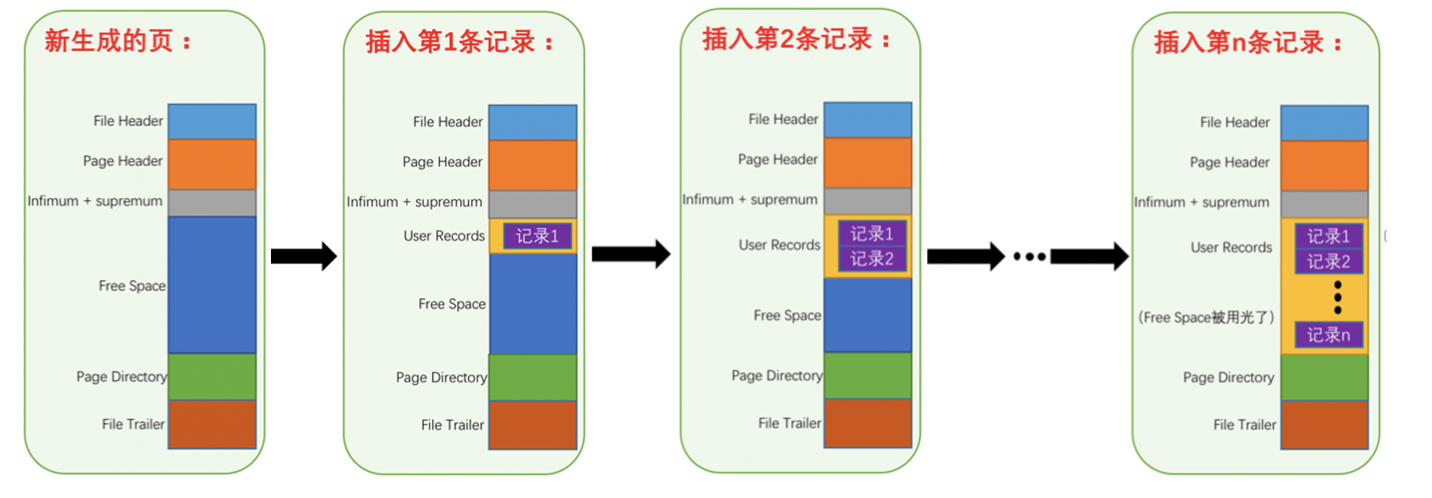 新生成的页：
File Header
Page Header
Infimum + supremum
Free Space
Page Directory
File Trailer
插入第1条记录：
File Header
Page Header
Infimum + supremum
User Records
记录1
Free Space
Page Directory
File Trailer
插入第2条记录：
File Header
Page Header
Infimum + supremum
User Records
记录1
记录2
Free Space
Page Directory
File Trailer
插入第n条记录：
File Header
Page Header
Infimum + supremum
User Records
记录1
记录2
（Free Space被用光了）
记录n
Page Directory
File Trailer